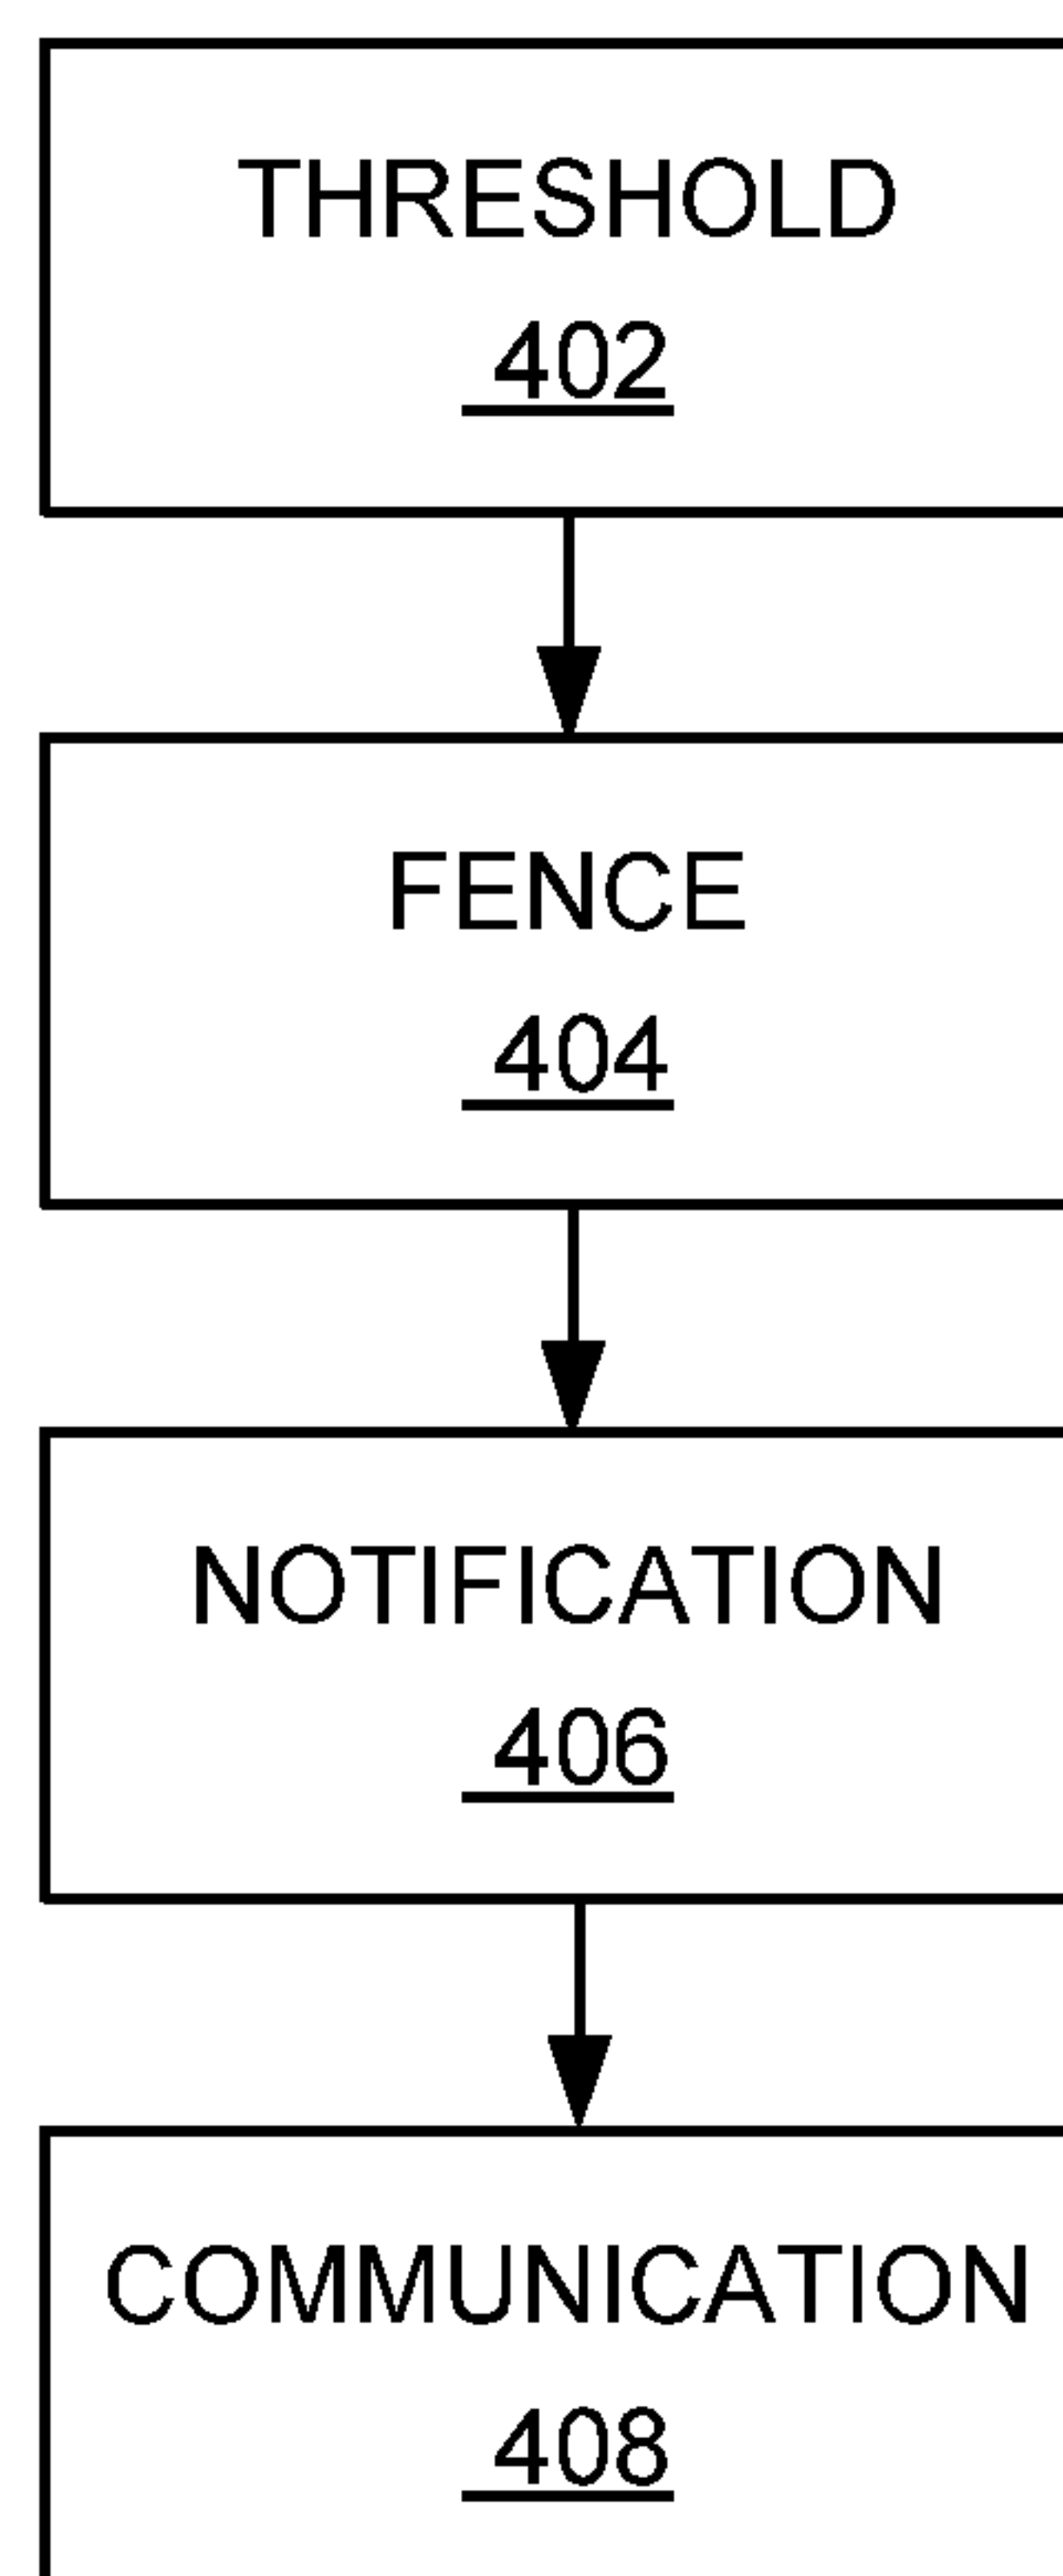 THRESHOLD
402
FENCE
404
NOTIFICATION
406
COMMUNICATION
408